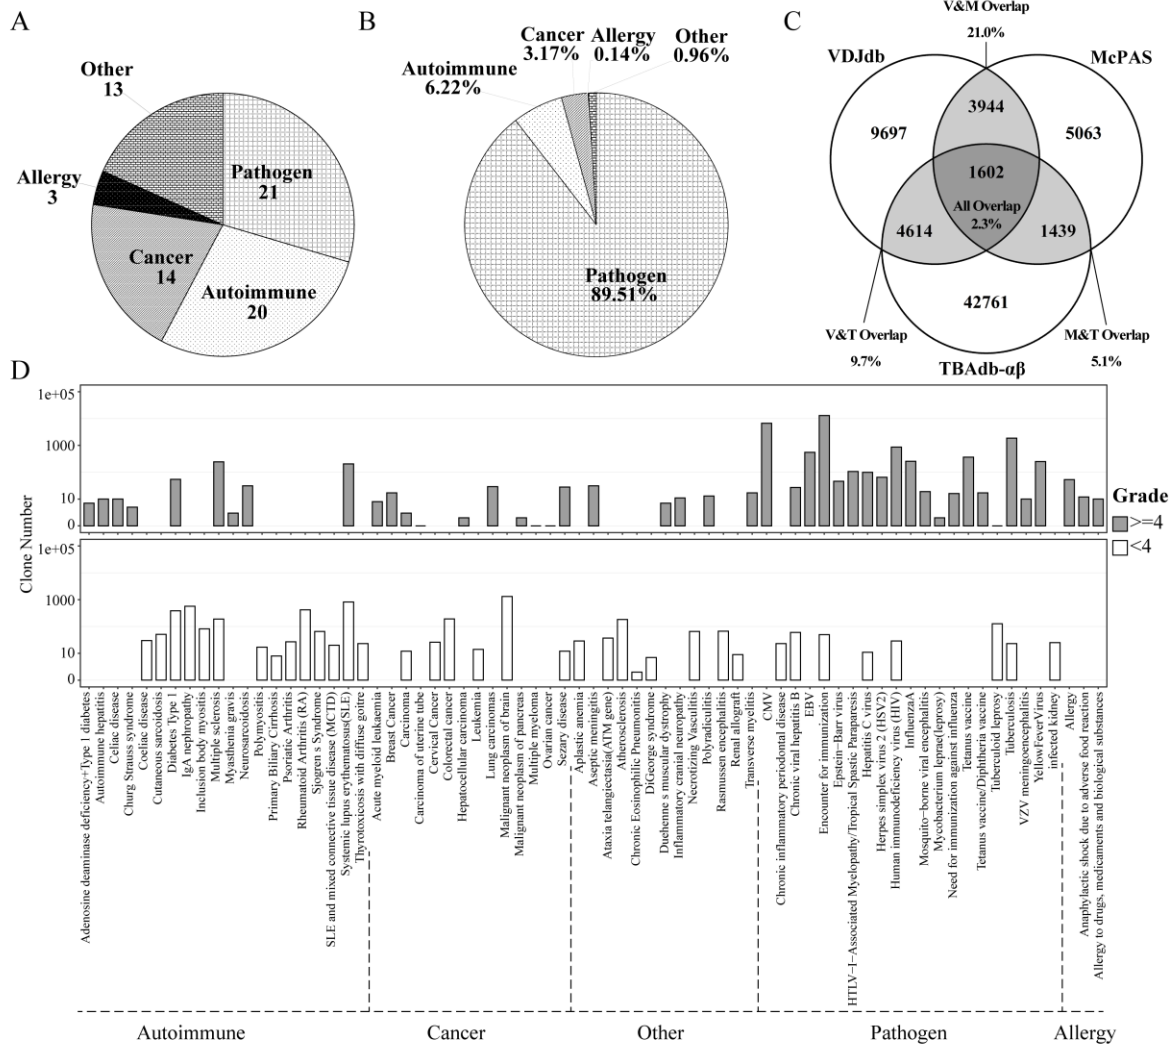 A
Other
13
Allergy
3
Pathogen
21
Cancer
14
Autoimmune
20
B
Cancer
3.17%
Allergy
0.14%
Other
0.96%
Autoimmune
6.22%
Pathogen
89.51%
C
V&M Overlap
21.0%
VDJdb
McPAS
3944
9697
5063
1602
All Overlap
2.3%
4614
1439
42761
V&T Overlap
9.7%
M&T Overlap
5.1%
TBAdb-αβ
D
Clone Number
1e+05
1000
10
0
1e+05
1000
10
0
Grade
>=4
<4
Adenosine deaminase deficiency+Type 1 diabetes
Autoimmune hepatitis
Celiac disease
Churg Strauss syndrome
Coeliac disease
Cutaneous sarcoidosis
Diabetes Type 1
IgA nephropathy
Inclusion body myositis
Multiple sclerosis
Myasthenia gravis
Neurosarcoidosis
Polymyositis
Primary Biliary Cirrhosis
Psoriatic Arthritis
Rheumatoid Arthritis (RA)
Sjogren s Syndrome
SLE and mixed connective tissue disease (MCTD)
Systemic lupus erythematosus(SLE)
Thyrotoxicosis with diffuse goitre
Acute myeloid leukaemia
Breast Cancer
Carcinoma
Carcinoma of uterine tube
Cervical Cancer
Colorectal cancer
Hepatocellular carcinoma
Leukemia
Lung carcinomas
Malignant neoplasm of brain
Malignant neoplasm of pancreas
Multiple myeloma
Ovarian cancer
Sezary disease
Aplastic anemia
Aseptic meningitis
Ataxia telangiectasia(ATM gene)
Atherosclerosis
Chronic Eosinophilic Pneumonitis
DiGeorge syndrome
Duchenne s muscular dystrophy
Inflammatory cranial neuropathy
Necrotizing Vasculitis
Polyradiculitis
Rasmussen encephalitis
Renal allograft
Transverse myelitis
CMV
Chronic inflammatory periodontal disease
Chronic viral hepatitis B
EBV
Encounter for immunization
Epstein−Barr virus
HTLV−I−Associated Myelopathy/Tropical Spastic Paraparesis
Hepatitis C virus
Herpes simplex virus 2 (HSV2)
Human immunodeficiency virus (HIV)
InfluenzaA
Mosquito−borne viral encephalitis
Mycobacterium leprae(leprosy)
Need for immunization against influenza
Tetanus vaccine
Tetanus vaccine/Diphtheria vaccine
Tuberculoid leprosy
Tuberculosis
VZV meningoencephalitis
YellowFeverVirus
infected kidney
Allergy
Anaphylactic shock due to adverse food reaction
Allergy to drugs, medicaments and biological substances
Autoimmune
Cancer
Other
Pathogen
Allergy